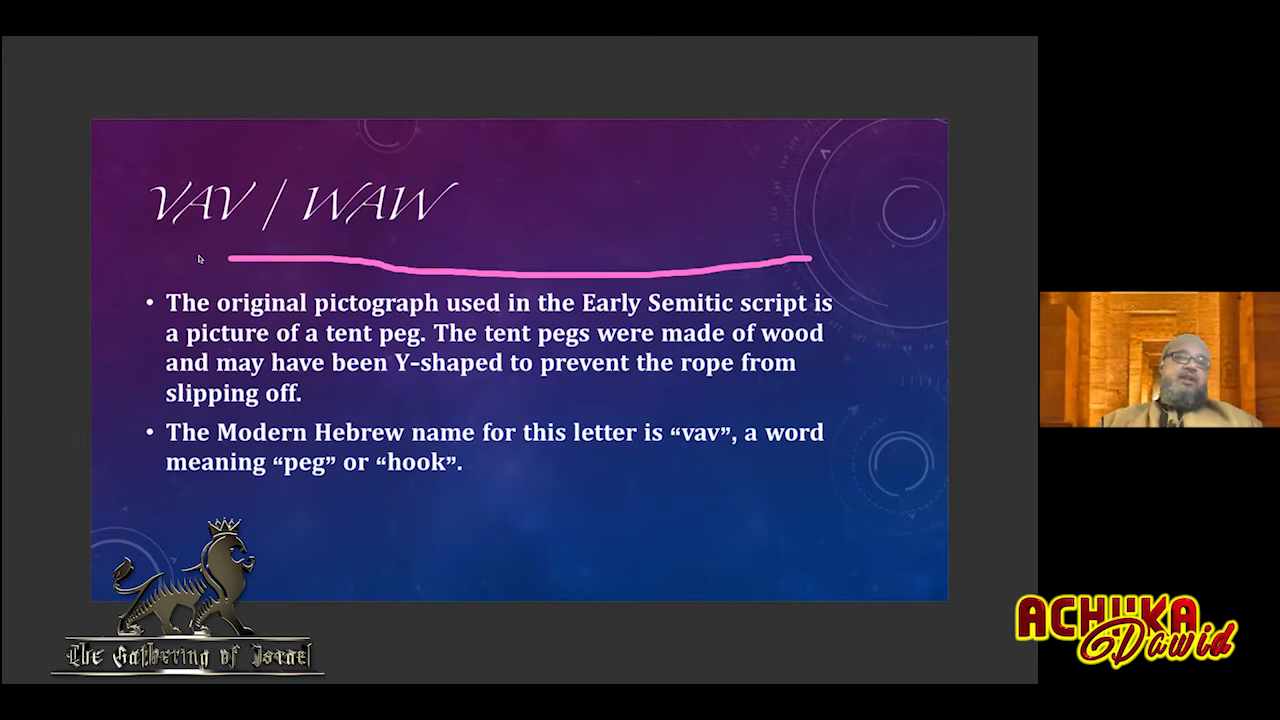 VAV / WAW
• The original pictograph used in the Early Semitic script is
a picture of a tent peg. The tent pegs were made of wood
and may have been Y-shaped to prevent the rope from
slipping off.
• The Modern Hebrew name for this letter is “vav”, a word
meaning “peg” or “hook”.
The Gathering of Israel
ACHUKA
Dawid